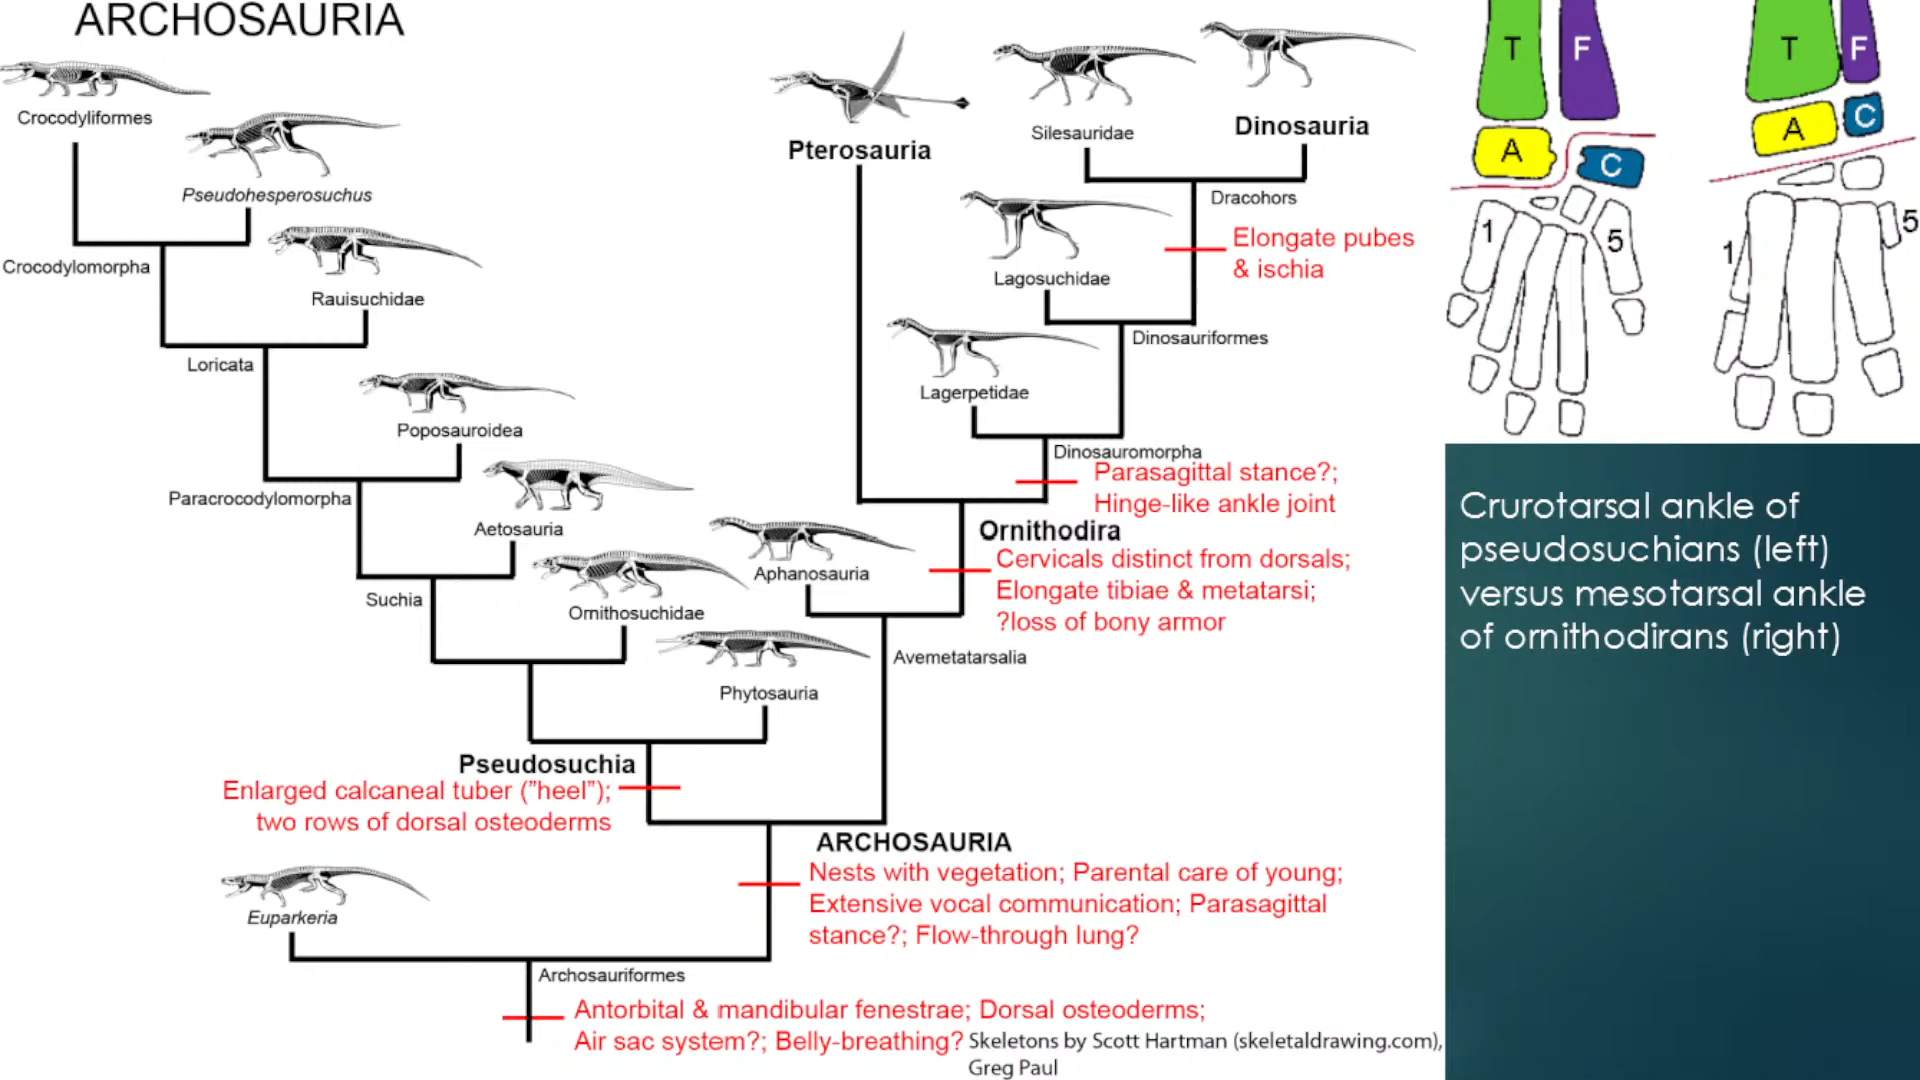 ARCHOSAURIA
Crocodyliformes
Pseudohesperosuchus
Crocodylomorpha
Rauisuchidae
Loricata
Poposauroidea
Paracrocodylomorpha
Aetosauria
Suchia
Ornithosuchidae
Phytosauria
Pseudosuchia
Enlarged calcaneal tuber ("heel");
two rows of dorsal osteoderms
Euparkeria
Pterosauria
Silesauridae
Dinosauria
Dracohors
Elongate pubes
& ischia
Lagosuchidae
Dinosauriformes
Lagerpetidae
Dinosauromorpha
Parasagittal stance?;
Hinge-like ankle joint
Ornithodira
Cervicals distinct from dorsals;
Elongate tibiae & metatarsi;
?loss of bony armor
Aphanosauria
Avemetatarsalia
ARCHOSAURIA
Nests with vegetation; Parental care of young;
Extensive vocal communication; Parasagittal
stance?; Flow-through lung?
Archosauriformes
Antorbital & mandibular fenestrae; Dorsal osteoderms;
Air sac system?; Belly-breathing?
Skeletons by Scott Hartman (skeletaldrawing.com),
Greg Paul
T F
A C
1 5
T F
A C
1 5
Crurotarsal ankle of
pseudosuchians (left)
versus mesotarsal ankle
of ornithodirans (right)